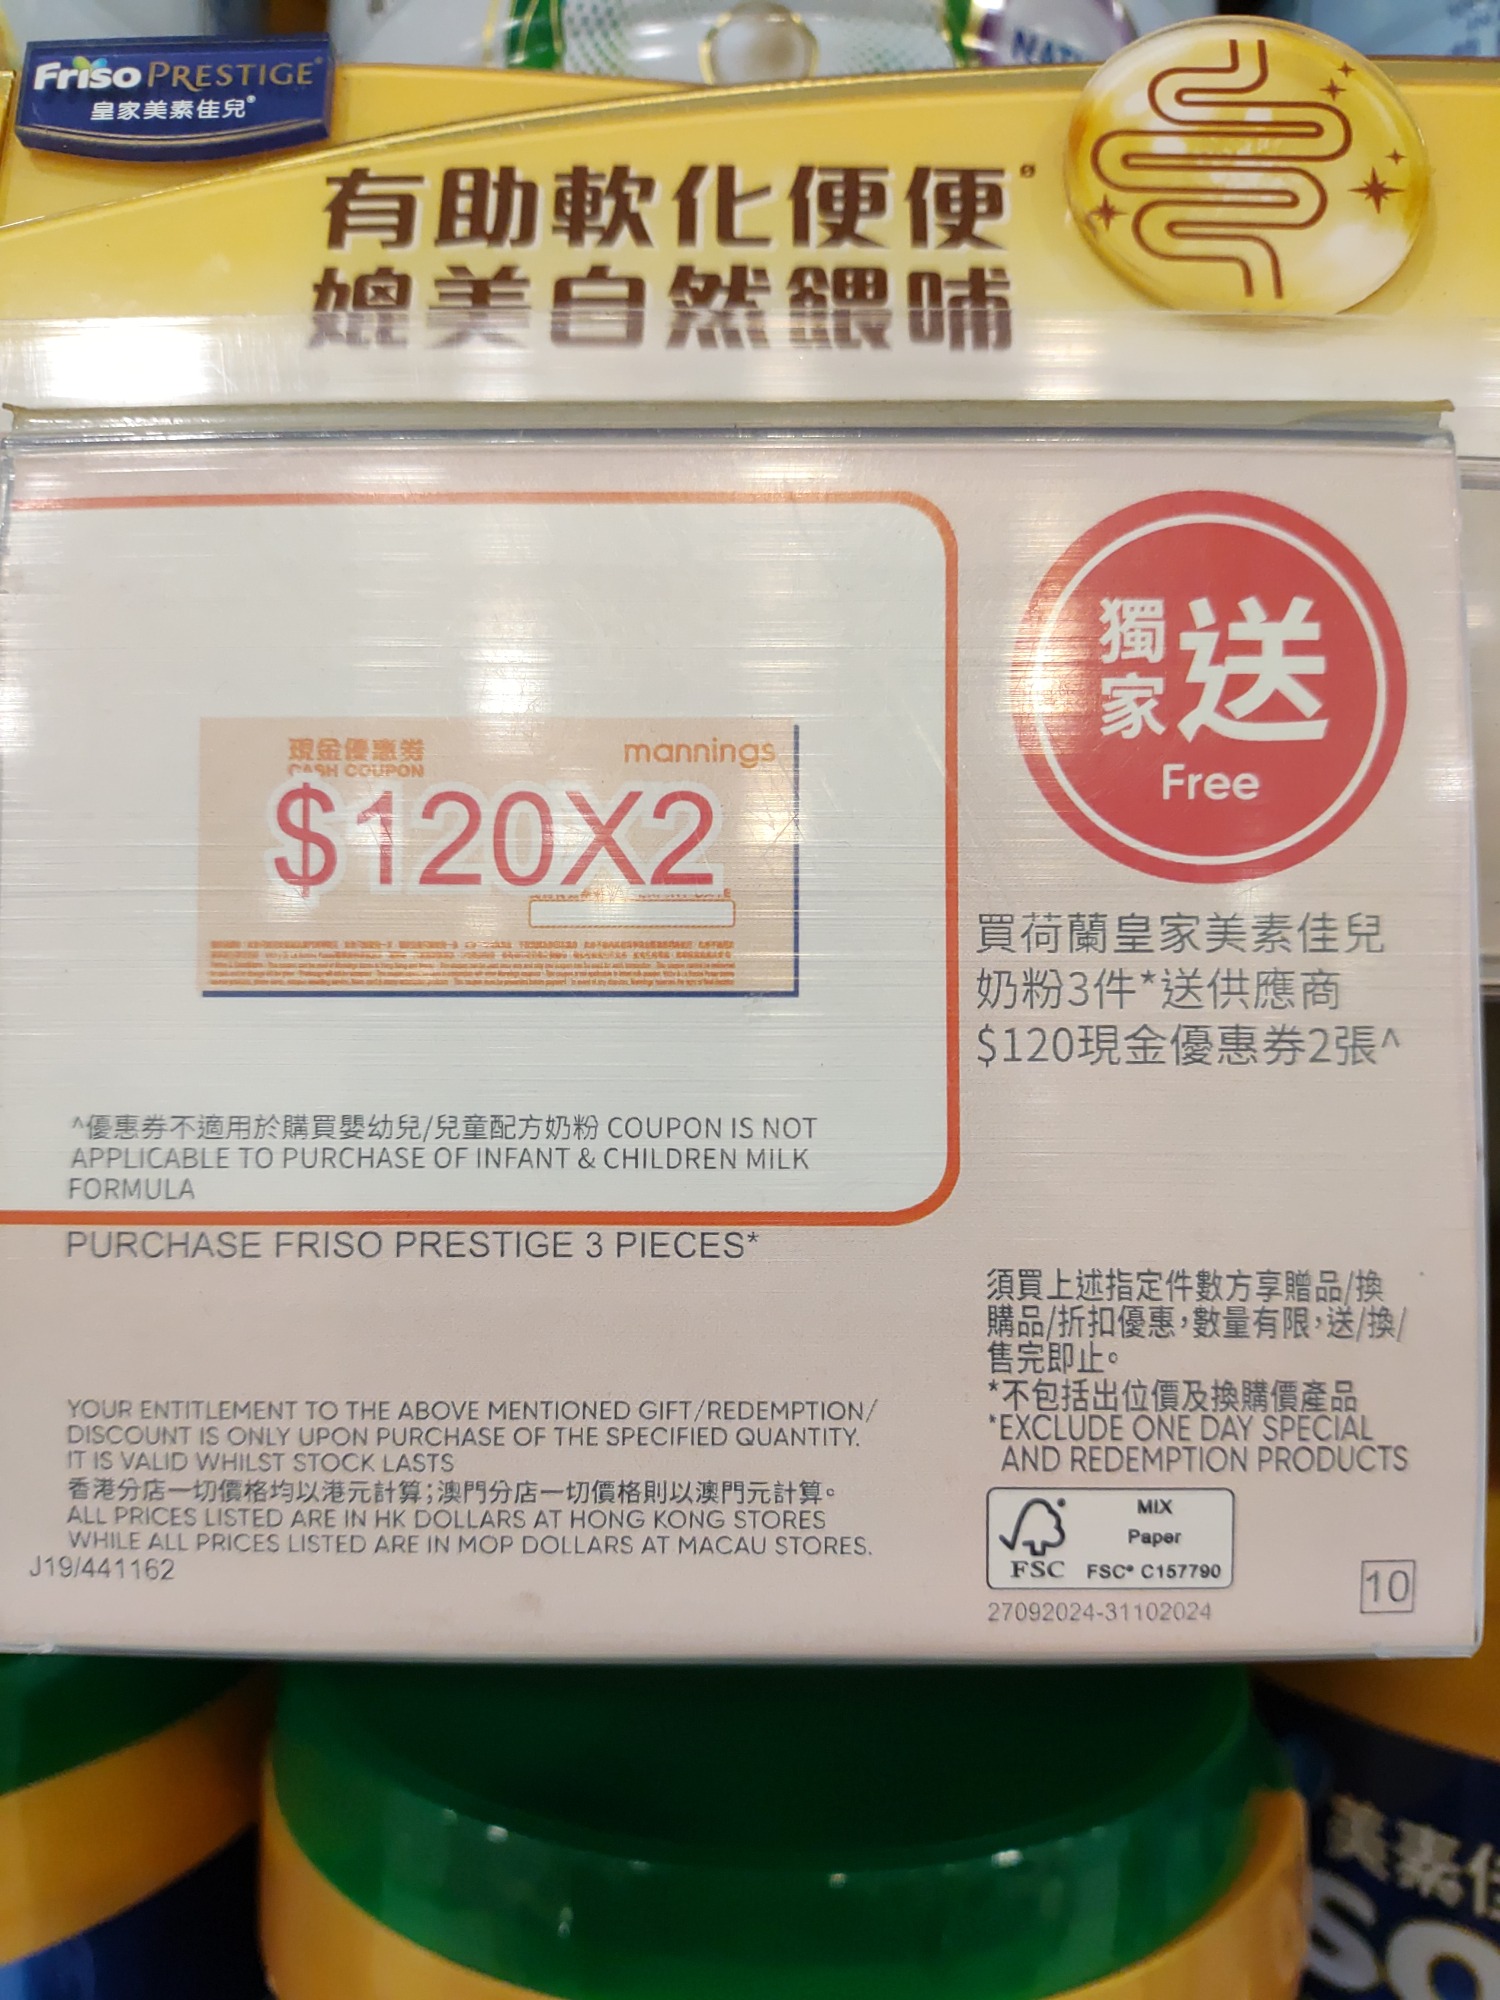 NAT
Friso PRESTIGE®
皇家美素佳兒®
有助軟化便便ø
媲美自然餵哺
獨家送
Free
現金優惠券
CASH COUPON
mannings
$120X2
買荷蘭皇家美素佳兒
奶粉3件*送供應商
$120現金優惠券2張^
^優惠券不適用於購買嬰幼兒/兒童配方奶粉 COUPON IS NOT
APPLICABLE TO PURCHASE OF INFANT & CHILDREN MILK
FORMULA
PURCHASE FRISO PRESTIGE 3 PIECES*
須買上述指定件數方享贈品/換
購品/折扣優惠，數量有限，送/換/
售完即止。
*不包括出位價及換購價產品
*EXCLUDE ONE DAY SPECIAL
AND REDEMPTION PRODUCTS
YOUR ENTITLEMENT TO THE ABOVE MENTIONED GIFT/REDEMPTION/
DISCOUNT IS ONLY UPON PURCHASE OF THE SPECIFIED QUANTITY.
IT IS VALID WHILST STOCK LASTS
香港分店一切價格均以港元計算；澳門分店一切價格則以澳門元計算。
ALL PRICES LISTED ARE IN HK DOLLARS AT HONG KONG STORES
WHILE ALL PRICES LISTED ARE IN MOP DOLLARS AT MACAU STORES.
J19/441162
MIX
Paper
FSC
FSC® C157790
27092024-31102024
10
美素佳
SO